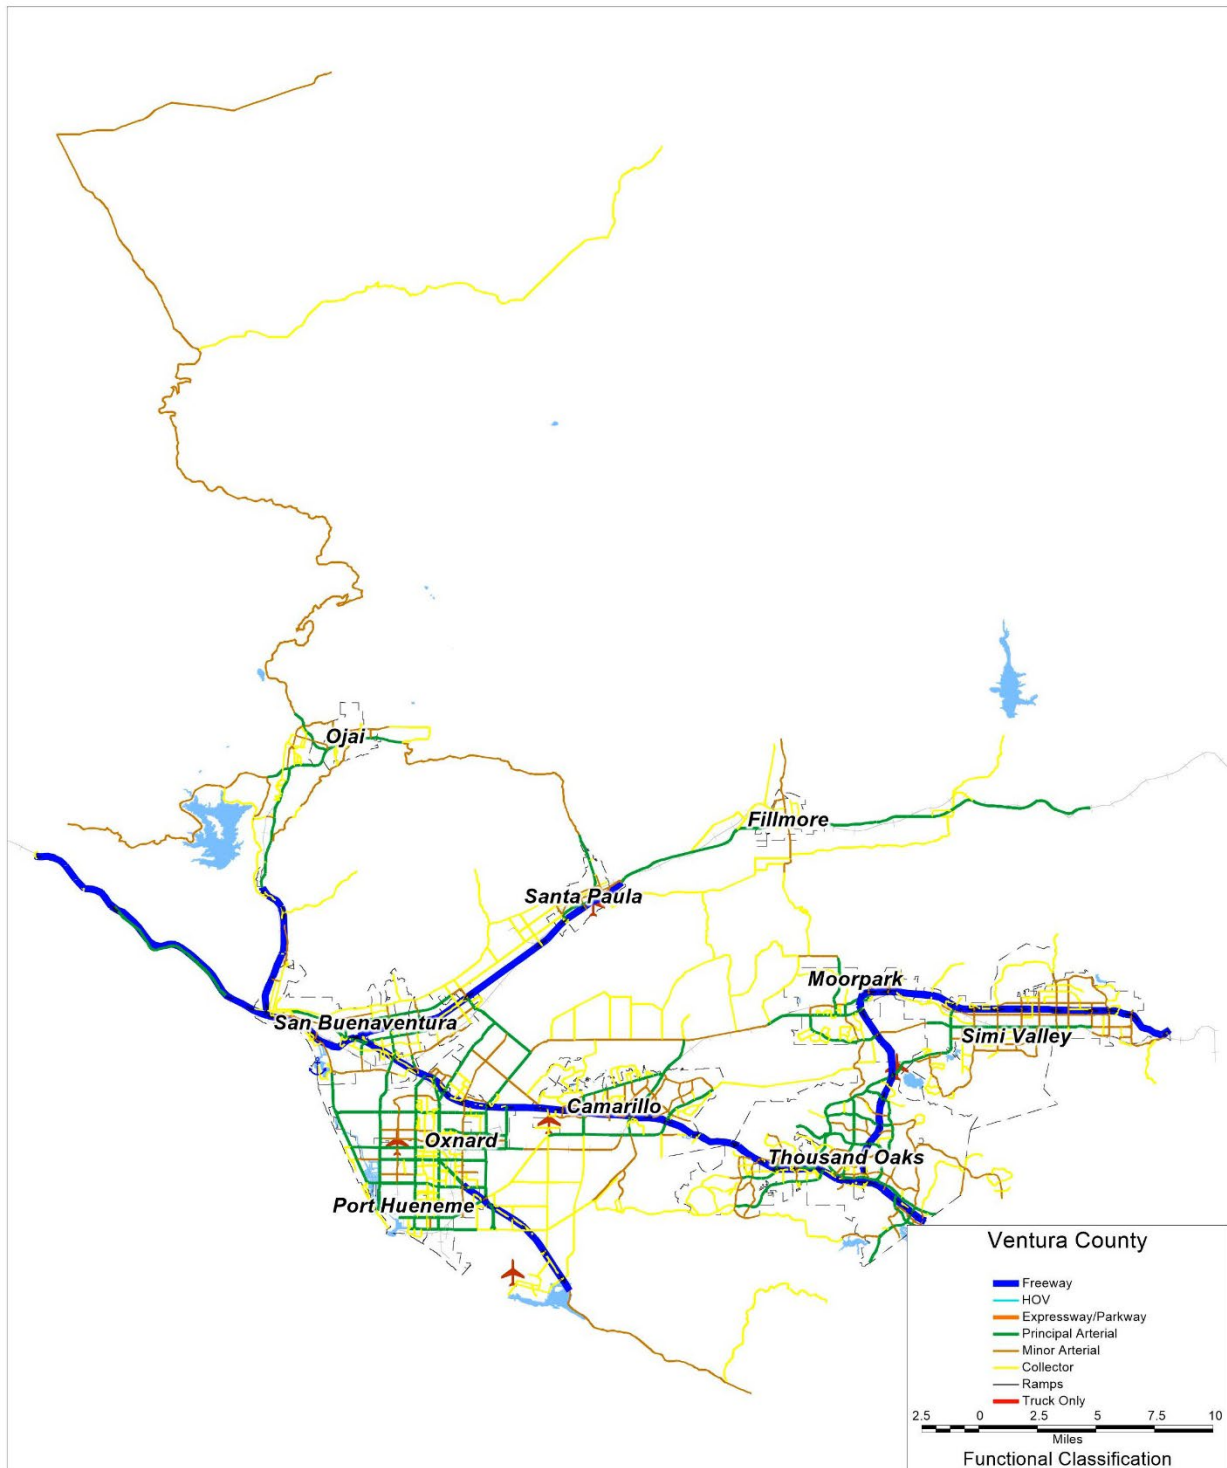 Ojai
Fillmore
Santa Paula
Moorpark
San Buenaventura
Simi Valley
Camarillo
Oxnard
Thousand Oaks
Port Hueneme
Ventura County
Freeway
HOV
Expressway/Parkway
Principal Arterial
Minor Arterial
Collector
Ramps
Truck Only
2.5 0 2.5 5 7.5 10
Miles
Functional Classification